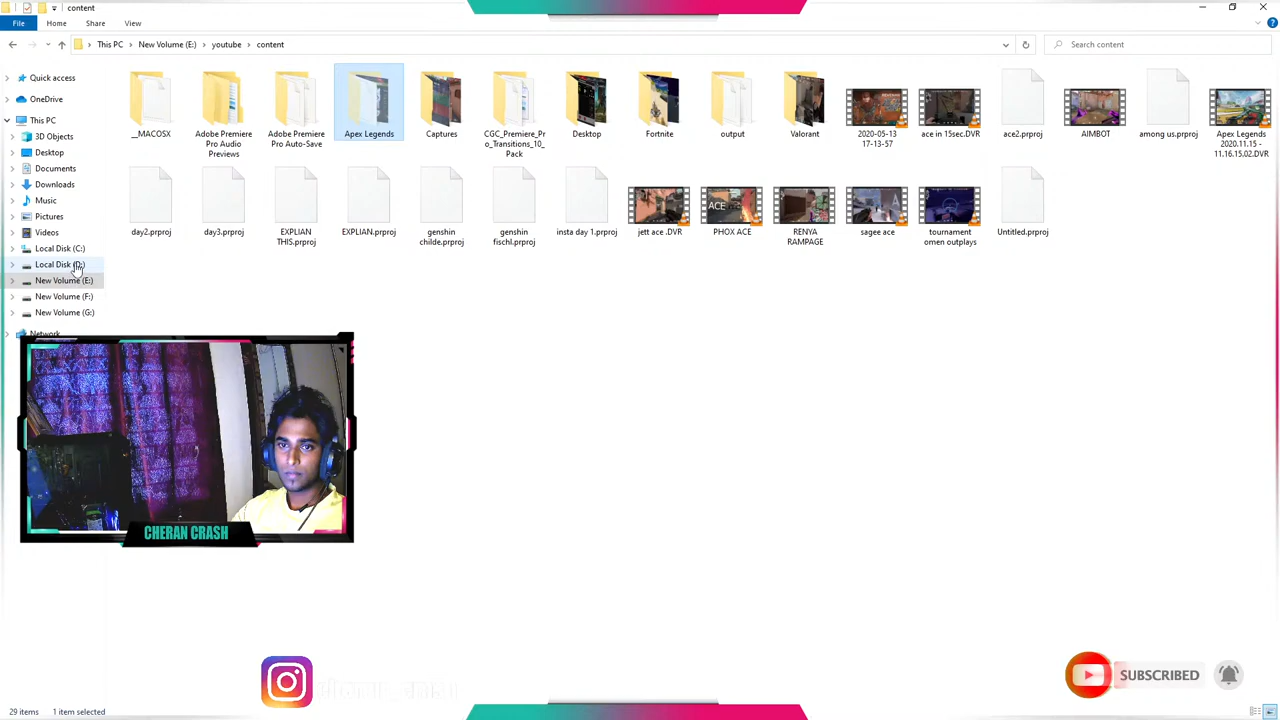 content
File
Home
Share
View
This PC
New Volume (E:)
youtube
content
Search content
Quick access
OneDrive
This PC
3D Objects
Desktop
Documents
Downloads
Music
Pictures
Videos
Local Disk (C:)
Local Disk (D:)
New Volume (E:)
New Volume (F:)
New Volume (G:)
Network
__MACOSX
Adobe Premiere
Pro Audio
Previews
Adobe Premiere
Pro Auto-Save
Apex Legends
Captures
CGC_Premiere_Pr
o_Transitions_10_
Pack
Desktop
Fortnite
output
Valorant
2020-05-13
17-13-57
ace in 15sec.DVR
ace2.prproj
AIMBOT
among us.prproj
Apex Legends
2020.11.15 -
11.16.15.02.DVR
day2.prproj
day3.prproj
EXPLIAN
THIS.prproj
EXPLIAN.prproj
genshin
childe.prproj
genshin
fischl.prproj
insta day 1.prproj
jett ace .DVR
ACE
PHOX ACE
RENYA
RAMPAGE
sagee ace
tournament
omen outplays
Untitled.prproj
CHERAN CRASH
SUBSCRIBED
29 items
1 item selected